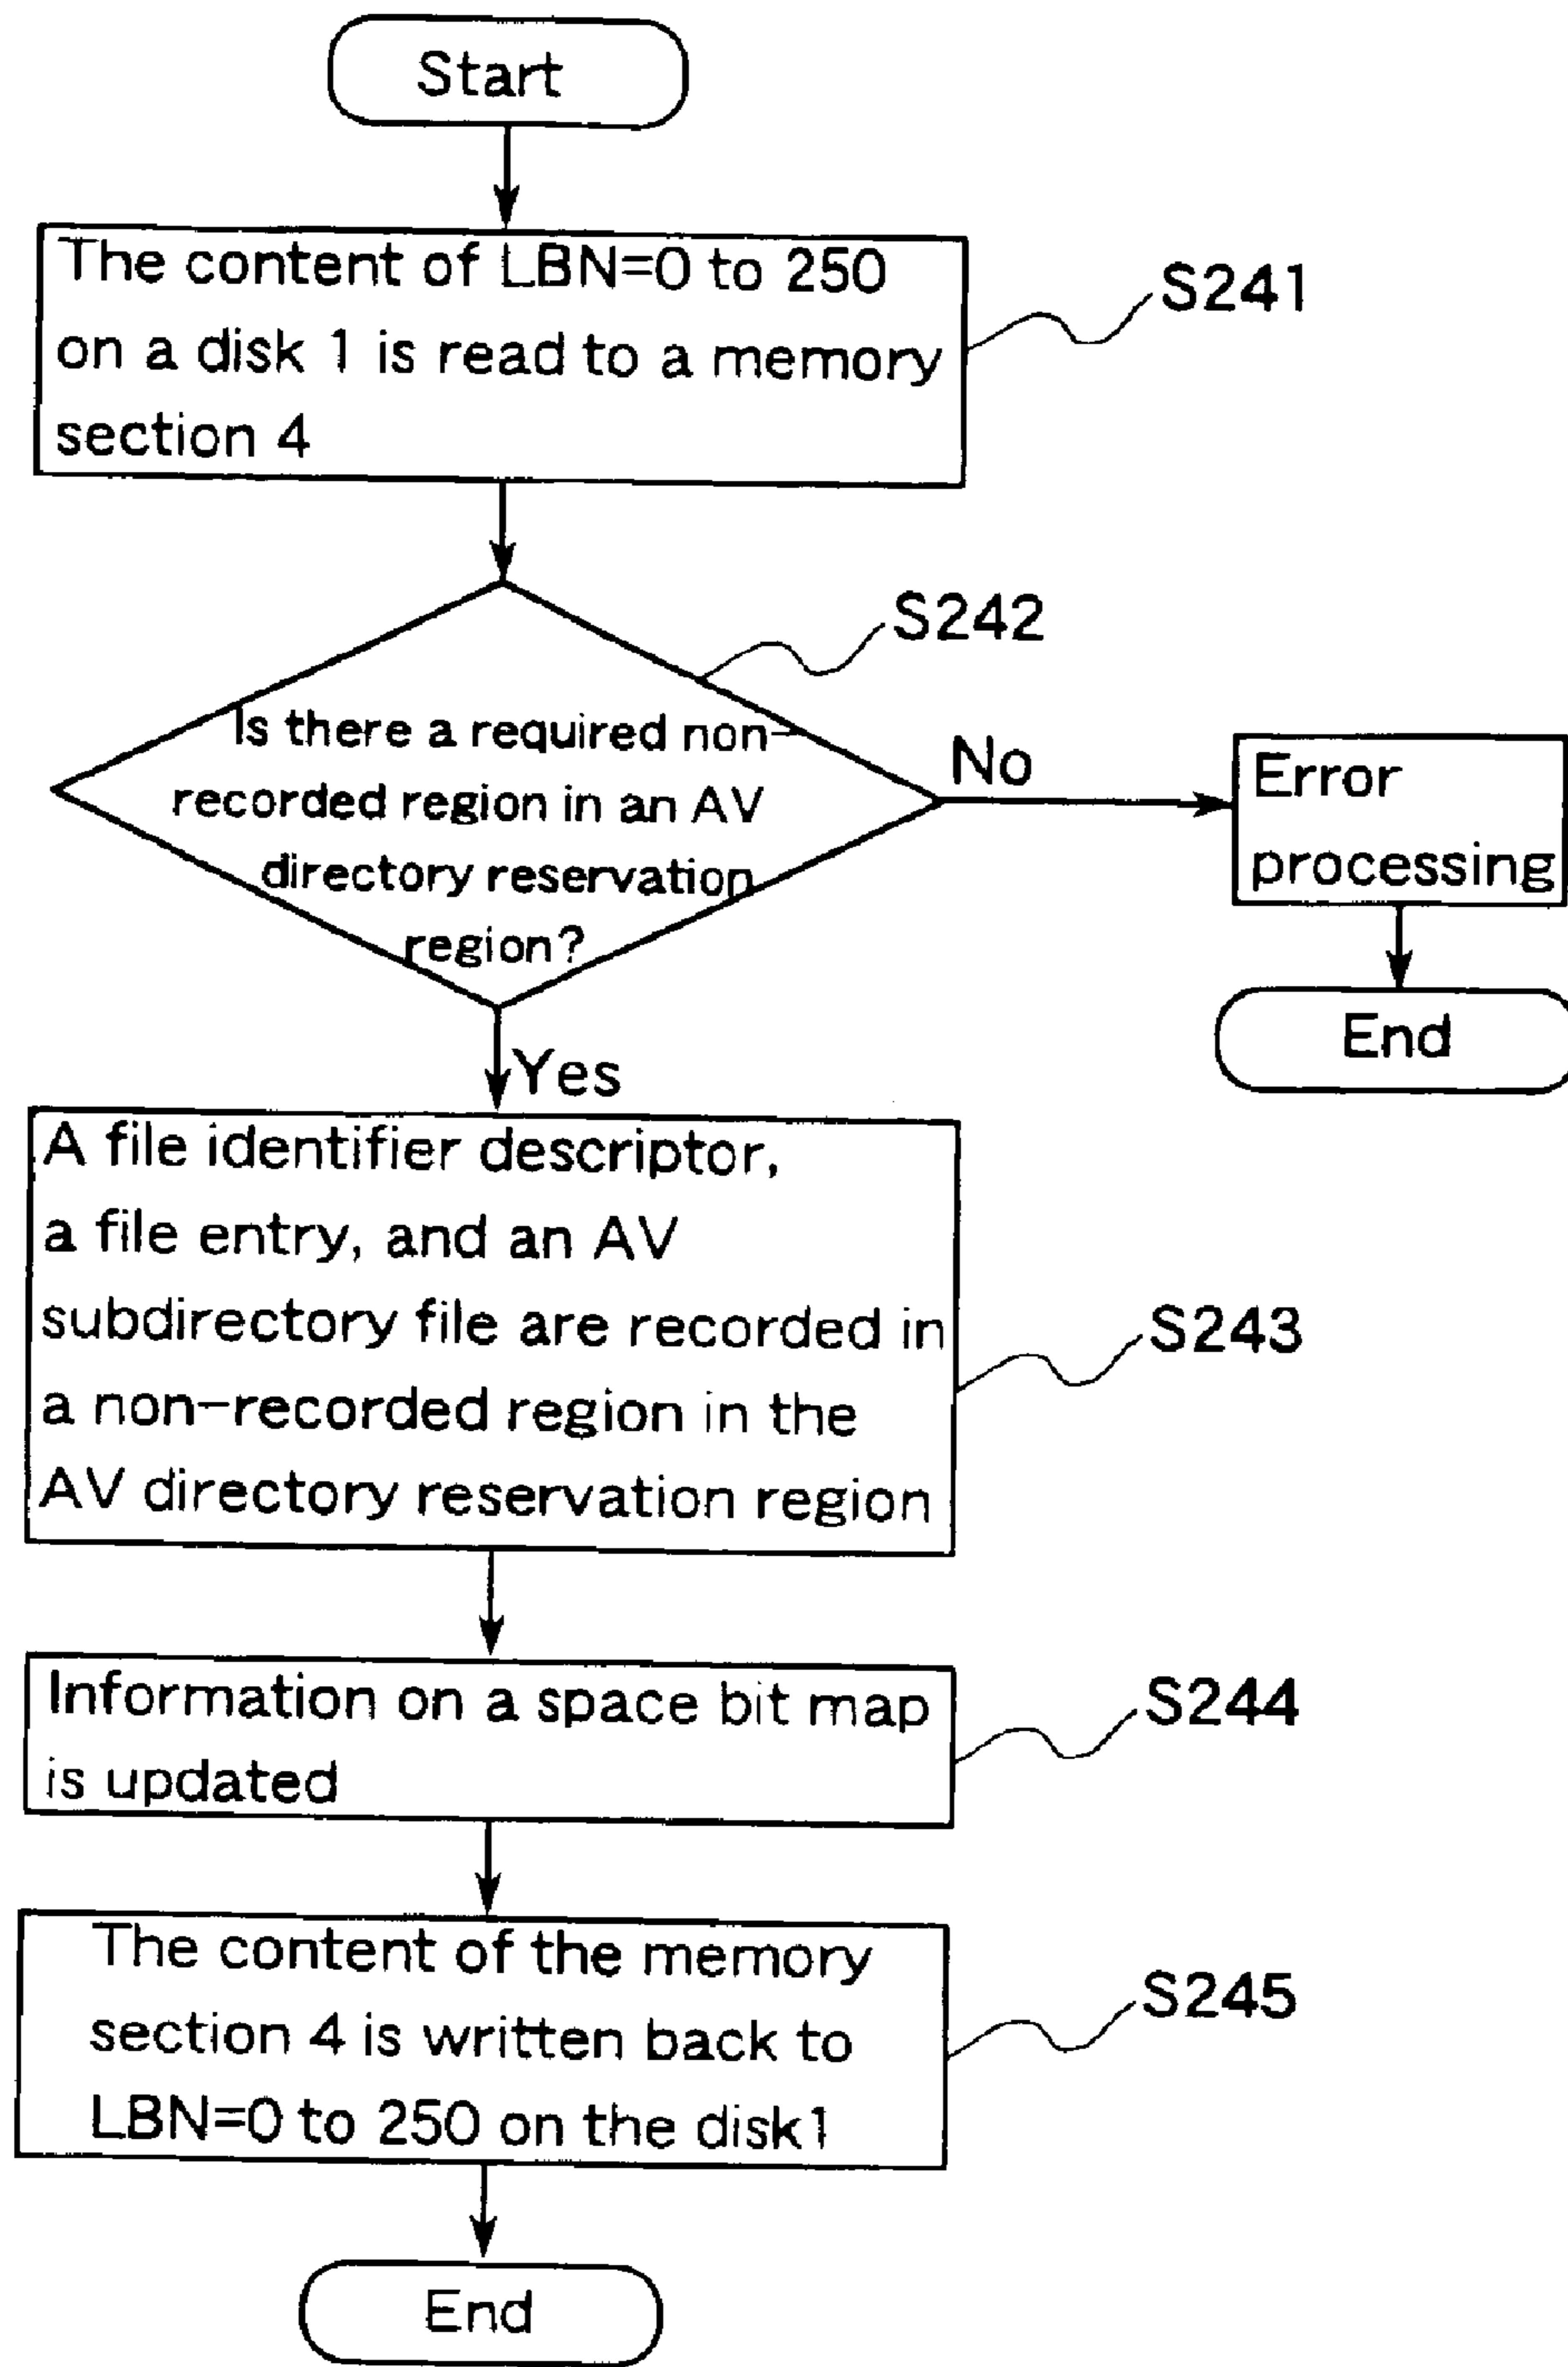 Start
The content of LBN=0 to 250
on a disk 1 is read to a memory
section 4
S241
S242
Is there a required non-
recorded region in an AV
directory reservation
region?
No
Error
processing
End
Yes
A file identifier descriptor,
a file entry, and an AV
subdirectory file are recorded in
a non-recorded region in the
AV directory reservation region
S243
Information on a space bit map
is updated
S244
The content of the memory
section 4 is written back to
LBN=0 to 250 on the disk1
S245
End